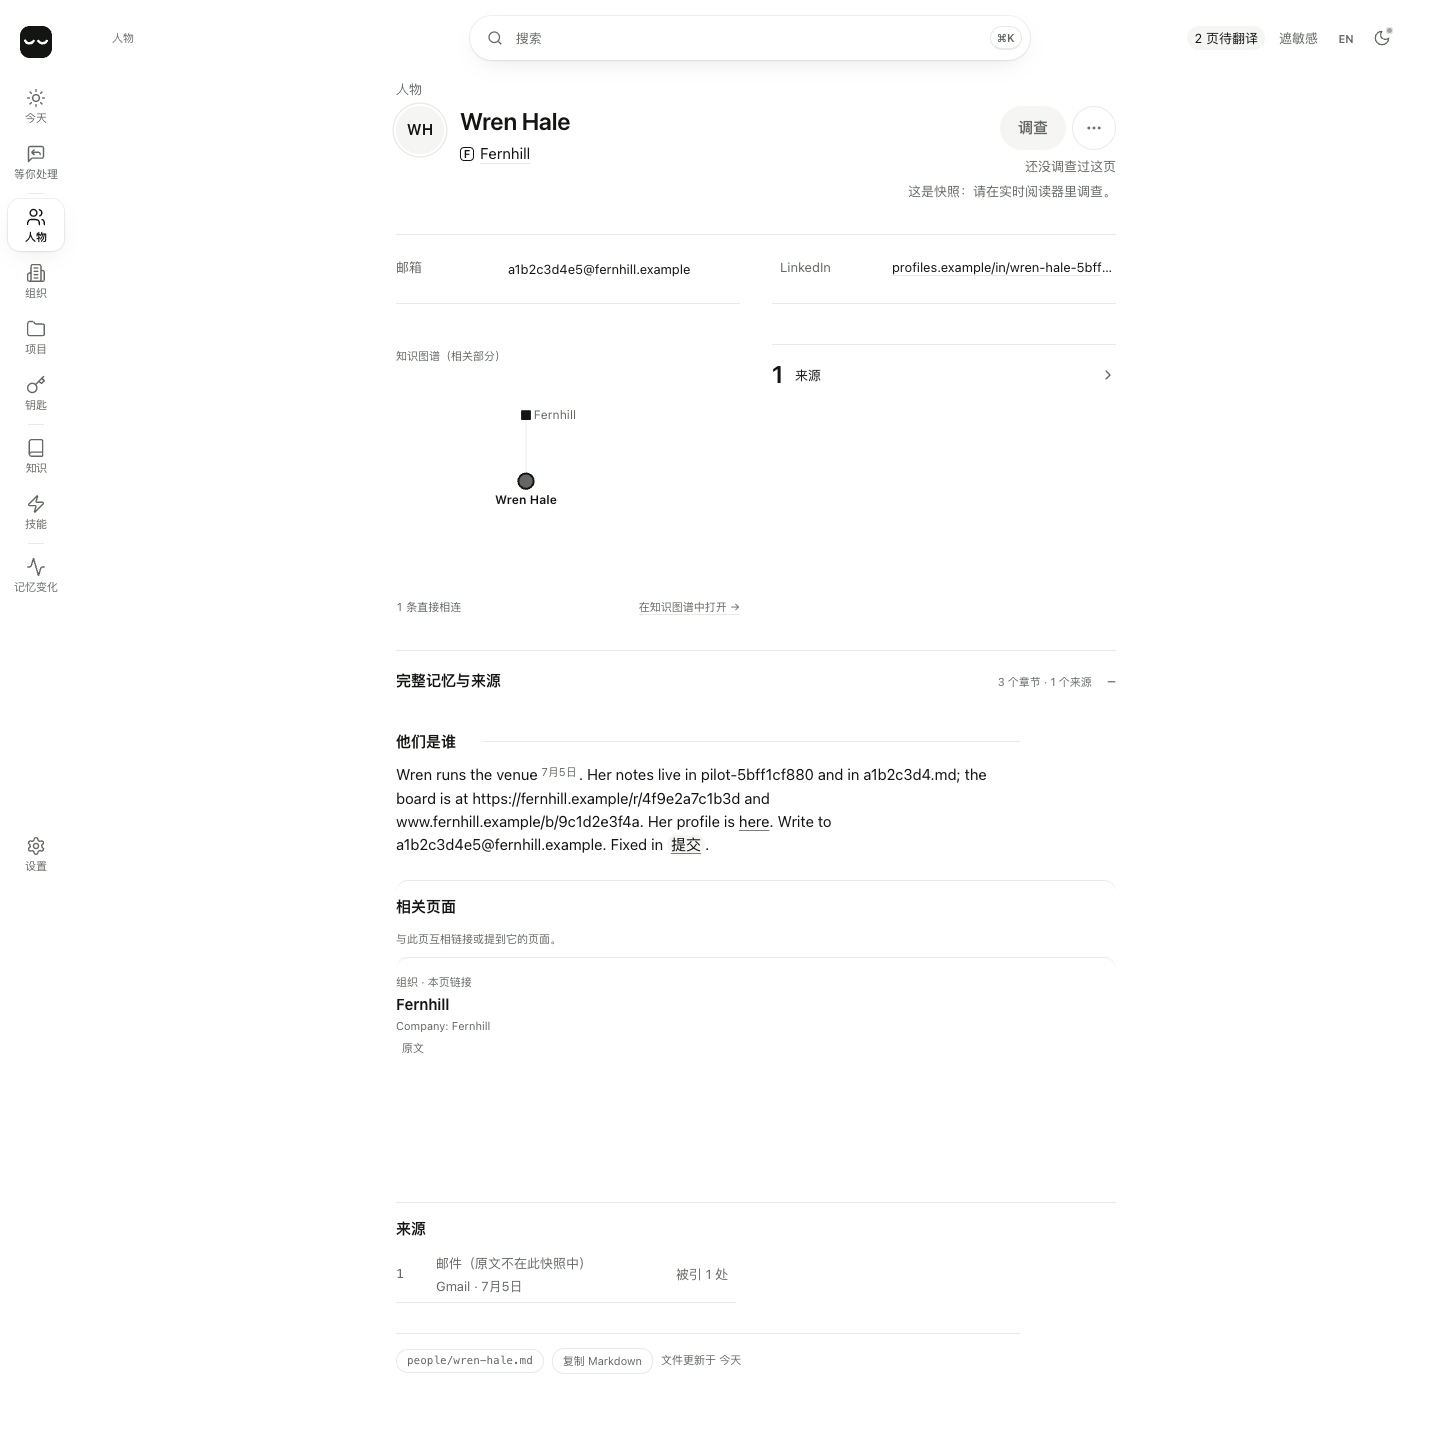 人物
搜索
⌘K
2 页待翻译
遮敏感
EN
今天
等你处理
人物
组织
项目
钥匙
知识
技能
记忆变化
设置
人物
WH
Wren Hale
F Fernhill
调查
还没调查过这页
这是快照：请在实时阅读器里调查。
邮箱
a1b2c3d4e5@fernhill.example
LinkedIn
profiles.example/in/wren-hale-5bff…
知识图谱（相关部分）
Fernhill
Wren Hale
1 条直接相连
在知识图谱中打开 →
1 来源
完整记忆与来源
3 个章节 · 1 个来源
他们是谁
Wren runs the venue 7月5日. Her notes live in pilot-5bff1cf880 and in a1b2c3d4.md; the
board is at https://fernhill.example/r/4f9e2a7c1b3d and
www.fernhill.example/b/9c1d2e3f4a. Her profile is here. Write to
a1b2c3d4e5@fernhill.example. Fixed in 提交.
相关页面
与此页互相链接或提到它的页面。
组织 · 本页链接
Fernhill
Company: Fernhill
原文
来源
1
邮件（原文不在此快照中）
Gmail · 7月5日
被引 1 处
people/wren-hale.md
复制 Markdown
文件更新于 今天